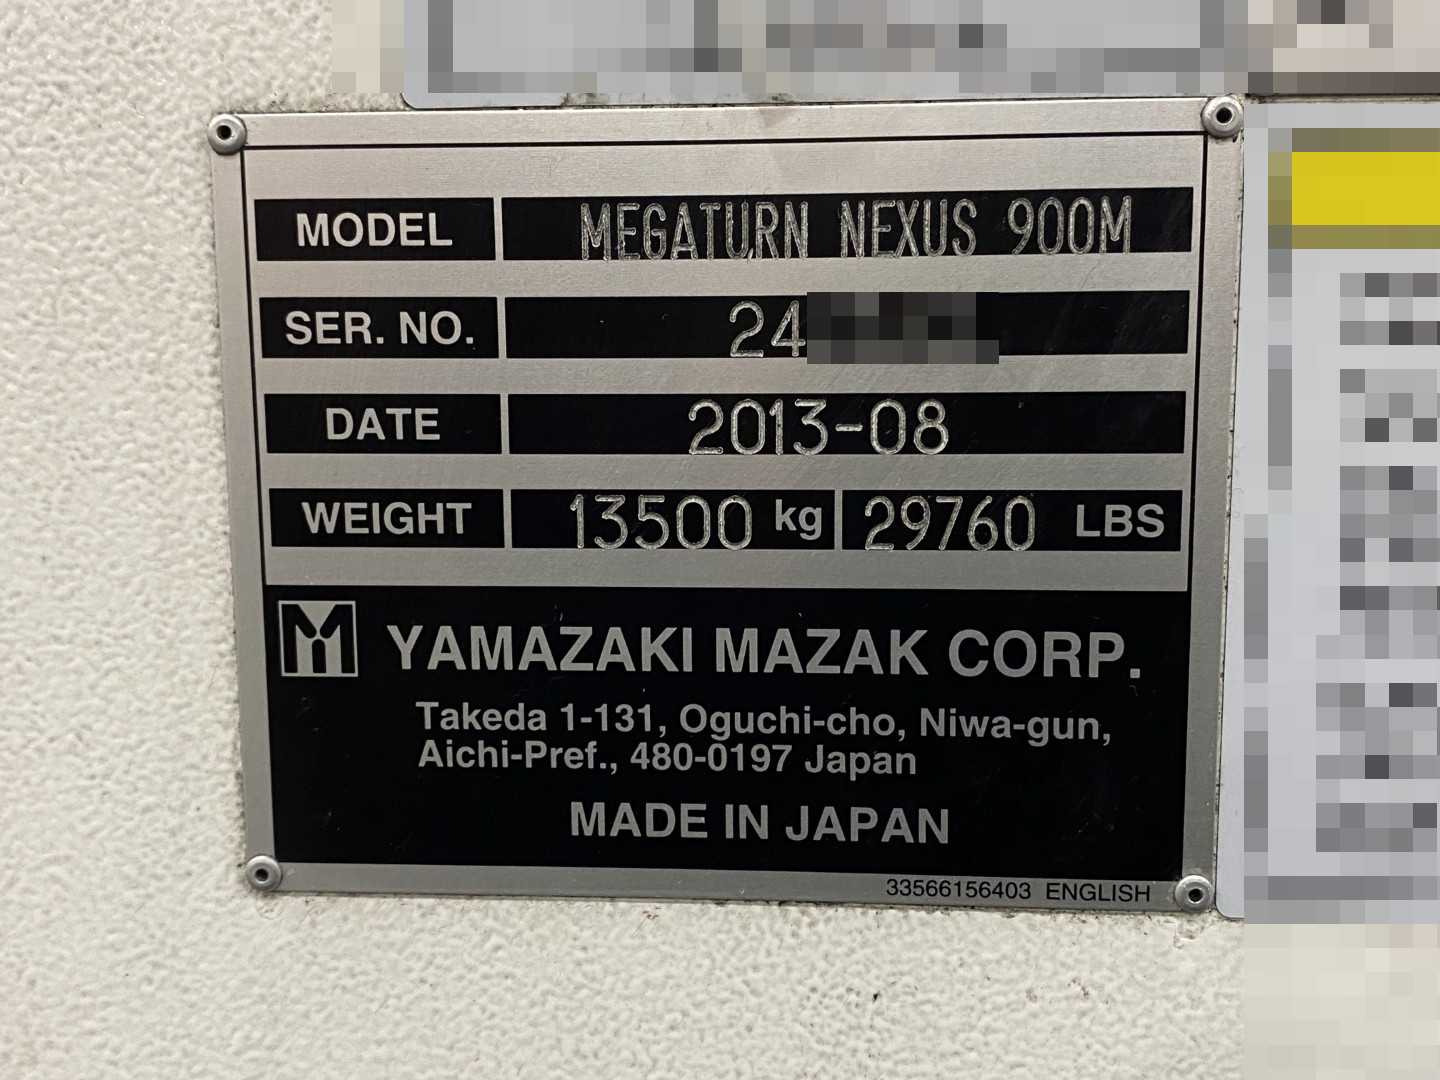 MODEL MEGATURN NEXUS 900M
SER. NO. 24
DATE 2013-08
WEIGHT 13500 kg 29760 LBS
YAMAZAKI MAZAK CORP.
Takeda 1-131, Oguchi-cho, Niwa-gun,
Aichi-Pref., 480-0197 Japan
MADE IN JAPAN
33566156403 ENGLISH